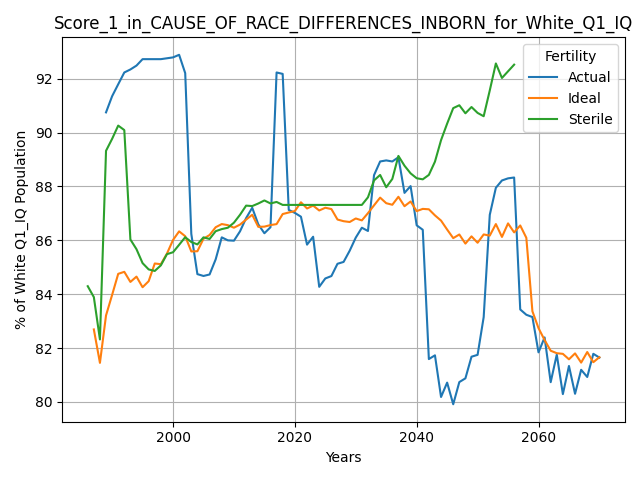 Score_1_in_CAUSE_OF_RACE_DIFFERENCES_INBORN_for_White_Q1_IQ
Fertility
Actual
Ideal
Sterile
% of White Q1_IQ Population
92
90
88
86
84
82
80
2000
2020
2040
2060
Years